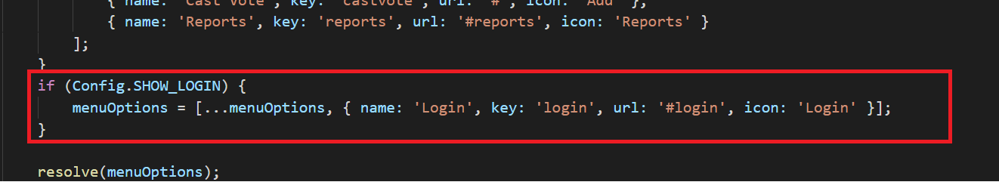 { name: 'Cast Vote', key: 'castvote', url: '#', icon: 'Add' },
{ name: 'Reports', key: 'reports', url: '#reports', icon: 'Reports' }
];
}
if (Config.SHOW_LOGIN) {
menuOptions = [...menuOptions, { name: 'Login', key: 'login', url: '#login', icon: 'Login' }];
}
resolve(menuOptions);